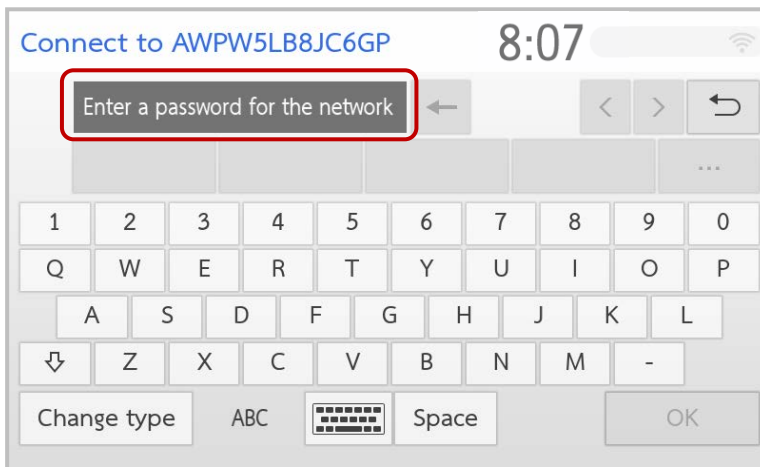 Connect to AWPW5LB8JC6GP 8:07
Enter a password for the network
...
1 2 3 4 5 6 7 8 9 0
Q W E R T Y U I O P
A S D F G H J K L
Z X C V B N M -
Change type ABC Space OK